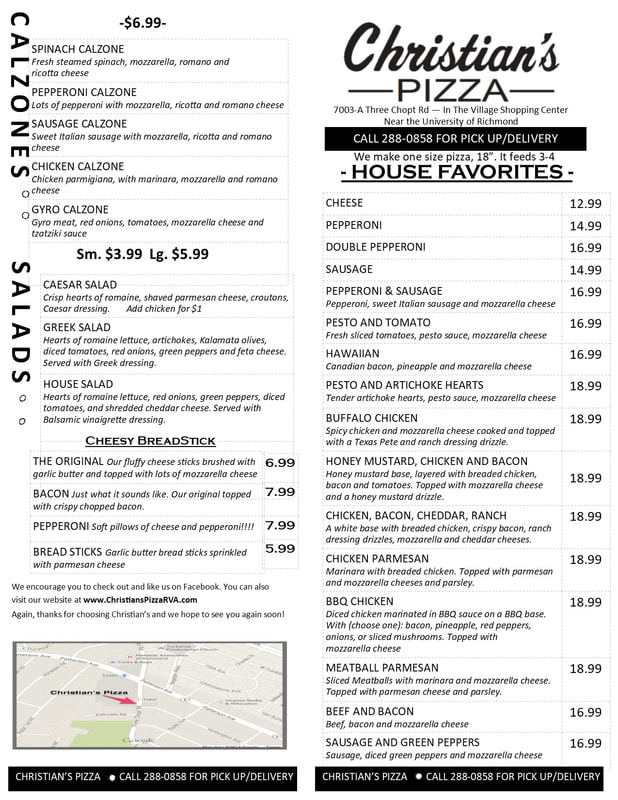 CALZONES
-$6.99-
SPINACH CALZONE
Fresh steamed spinach, mozzarella, romano and
ricotta cheese
PEPPERONI CALZONE
Lots of pepperoni with mozzarella, ricotta and romano cheese
SAUSAGE CALZONE
Sweet Italian sausage with mozzarella, ricotta and romano
cheese
CHICKEN CALZONE
Chicken parmigiana, with marinara, mozzarella and romano
cheese
GYRO CALZONE
Gyro meat, red onions, tomatoes, mozzarella cheese and
tzatziki sauce
Sm. $3.99 Lg. $5.99
SALADS
CAESAR SALAD
Crisp hearts of romaine, shaved parmesan cheese, croutons,
Caesar dressing. Add chicken for $1
GREEK SALAD
Hearts of romaine lettuce, artichokes, Kalamata olives,
diced tomatoes, red onions, green peppers and feta cheese.
Served with Greek dressing.
HOUSE SALAD
Hearts of romaine lettuce, red onions, green peppers, diced
tomatoes, and shredded cheddar cheese. Served with
Balsamic vinaigrette dressing.
CHEESY BREADSTICK
THE ORIGINAL Our fluffy cheese sticks brushed with 6.99
garlic butter and topped with lots of mozzarella cheese
BACON Just what it sounds like. Our original topped 7.99
with crispy chopped bacon.
PEPPERONI Soft pillows of cheese and pepperoni!!!! 7.99
BREAD STICKS Garlic butter bread sticks sprinkled 5.99
with parmesan cheese
We encourage you to check out and like us on Facebook. You can also
visit our website at www.ChristiansPizzaRVA.com
Again, thanks for choosing Christian's and we hope to see you again soon!
Christian's Pizza
Google
CHRISTIAN'S PIZZA ● CALL 288-0858 FOR PICK UP/DELIVERY
Christian's
PIZZA
7003-A Three Chopt Rd — In The Village Shopping Center
Near the University of Richmond
CALL 288-0858 FOR PICK UP/DELIVERY
We make one size pizza, 18”. It feeds 3-4
- HOUSE FAVORITES -
CHEESE 12.99
PEPPERONI 14.99
DOUBLE PEPPERONI 16.99
SAUSAGE 14.99
PEPPERONI & SAUSAGE 16.99
Pepperoni, sweet Italian sausage and mozzarella cheese
PESTO AND TOMATO 16.99
Fresh sliced tomatoes, pesto sauce, mozzarella cheese
HAWAIIAN 16.99
Canadian bacon, pineapple and mozzarella cheese
PESTO AND ARTICHOKE HEARTS 18.99
Tender artichoke hearts, pesto sauce, mozzarella cheese
BUFFALO CHICKEN 18.99
Spicy chicken and mozzarella cheese cooked and topped
with a Texas Pete and ranch dressing drizzle.
HONEY MUSTARD, CHICKEN AND BACON
Honey mustard base, layered with breaded chicken,
bacon and tomatoes. Topped with mozzarella cheese 18.99
and a honey mustard drizzle.
CHICKEN, BACON, CHEDDAR, RANCH 18.99
A white base with breaded chicken, crispy bacon, ranch
dressing drizzles, mozzarella and cheddar cheeses.
CHICKEN PARMESAN 18.99
Marinara with breaded chicken. Topped with parmesan
and mozzarella cheeses and parsley.
BBQ CHICKEN 18.99
Diced chicken marinated in BBQ sauce on a BBQ base.
With (choose one): bacon, pineapple, red peppers,
onions, or sliced mushrooms. Topped with
mozzarella cheese
MEATBALL PARMESAN 18.99
Sliced Meatballs with marinara and mozzarella cheese.
Topped with parmesan cheese and parsley.
BEEF AND BACON 16.99
Beef, bacon and mozzarella cheese
SAUSAGE AND GREEN PEPPERS 16.99
Sausage, diced green peppers and mozzarella cheese
CHRISTIAN'S PIZZA ● CALL 288-0858 FOR PICK UP/DELIVERY